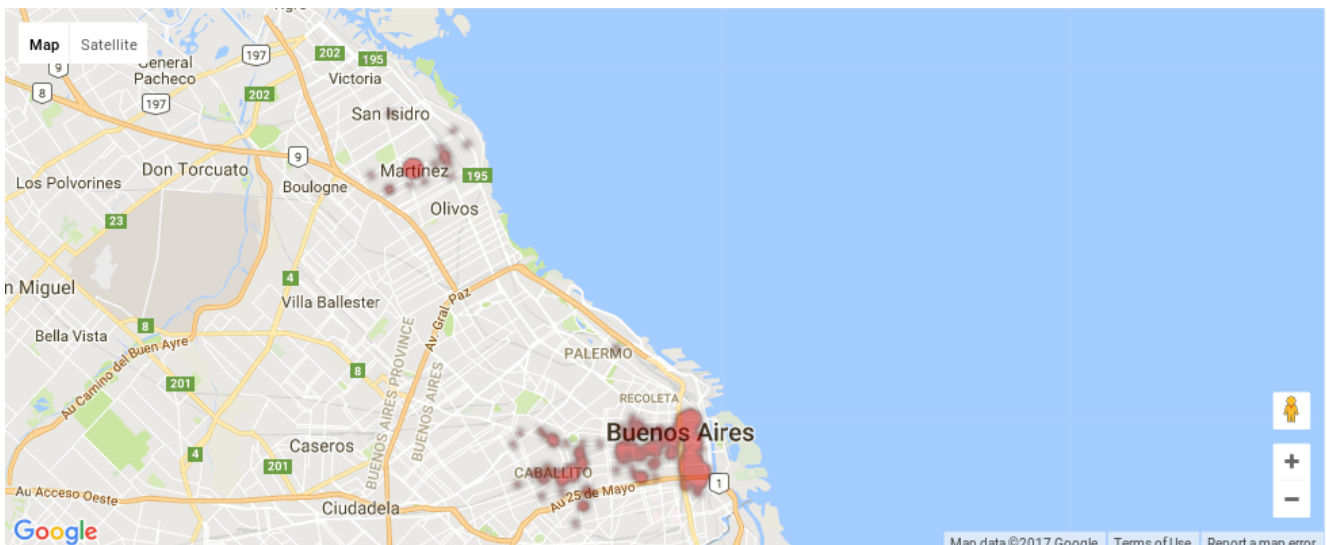 Map Satellite
197
202
195
9
General
Pacheco
Victoria
8
202
197
San Isidro
9
Don Torcuato
Martínez
195
Los Polvorines
Boulogne
Olivos
23
4
n Miguel
Villa Ballester
Av. Gral. Paz
8
Bella Vista
BUENOS AIRES PROVINCE
BUENOS AIRES
PALERMO
Au Camino del Buen Ayre
8
201
RECOLETA
Buenos Aires
Caseros
4
201
CABALLITO
1
Au Acceso Oeste
Au 25 de Mayo
Ciudadela
+
−
Google
Map data ©2017 Google Terms of Use Report a map error